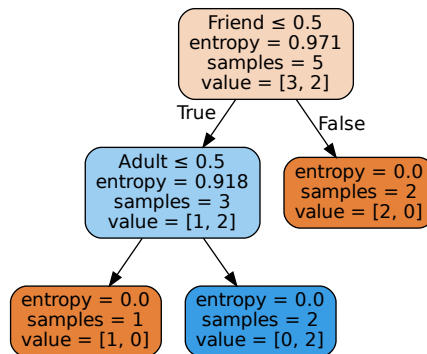 Friend ≤ 0.5
entropy = 0.971
samples = 5
value = [3, 2]
True
False
Adult ≤ 0.5
entropy = 0.918
samples = 3
value = [1, 2]
entropy = 0.0
samples = 2
value = [2, 0]
entropy = 0.0
samples = 1
value = [1, 0]
entropy = 0.0
samples = 2
value = [0, 2]